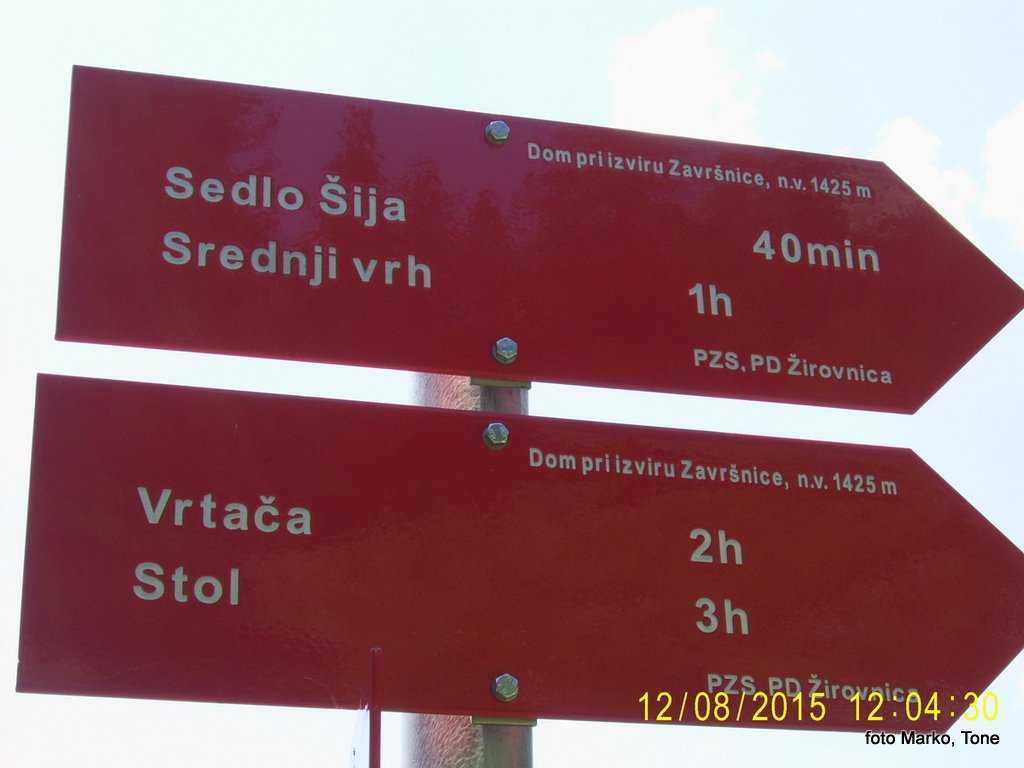 Dom pri izviru Završnice, n.v. 1425 m
Sedlo Šija 40min
Srednji vrh 1h
PZS, PD Žirovnica
Dom pri izviru Završnice, n.v. 1425 m
Vrtača 2h
Stol 3h
PZS, PD Žirovnica
12/08/2015 12:04:30
foto Marko, Tone